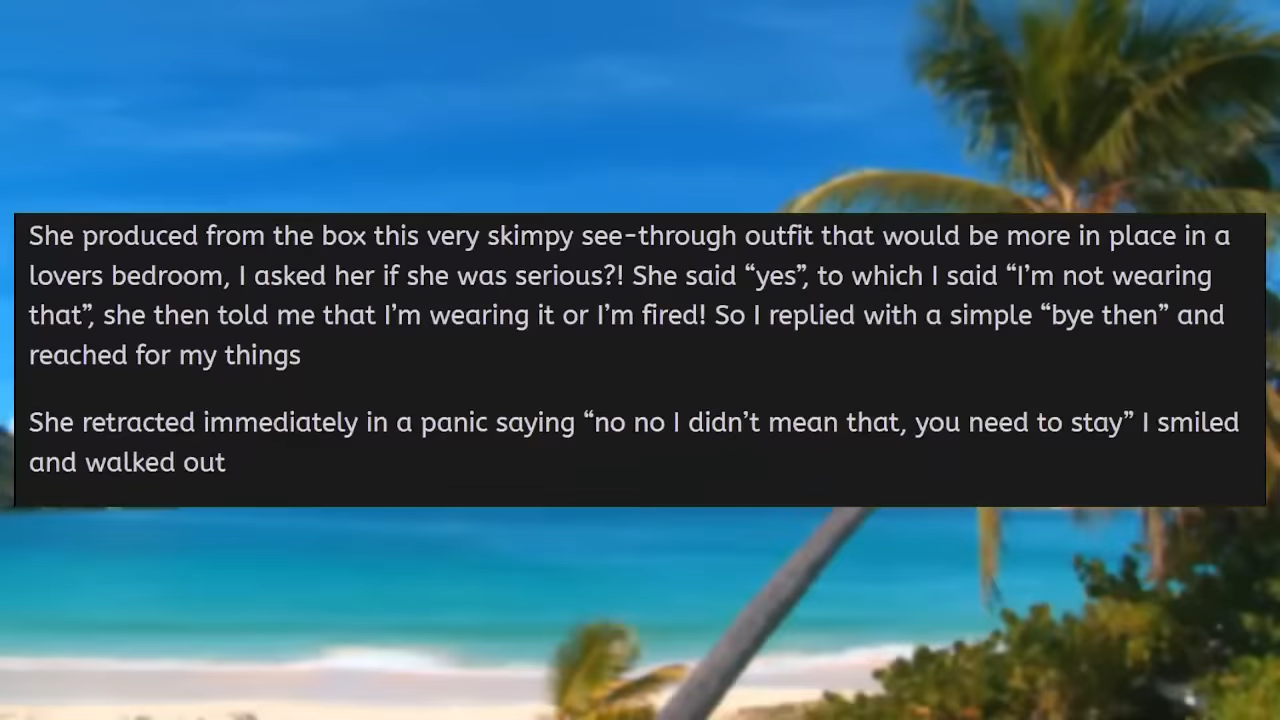 She produced from the box this very skimpy see-through outfit that would be more in place in a
lovers bedroom, I asked her if she was serious?! She said “yes”, to which I said “I’m not wearing
that”, she then told me that I’m wearing it or I’m fired! So I replied with a simple “bye then” and
reached for my things
She retracted immediately in a panic saying “no no I didn’t mean that, you need to stay” I smiled
and walked out